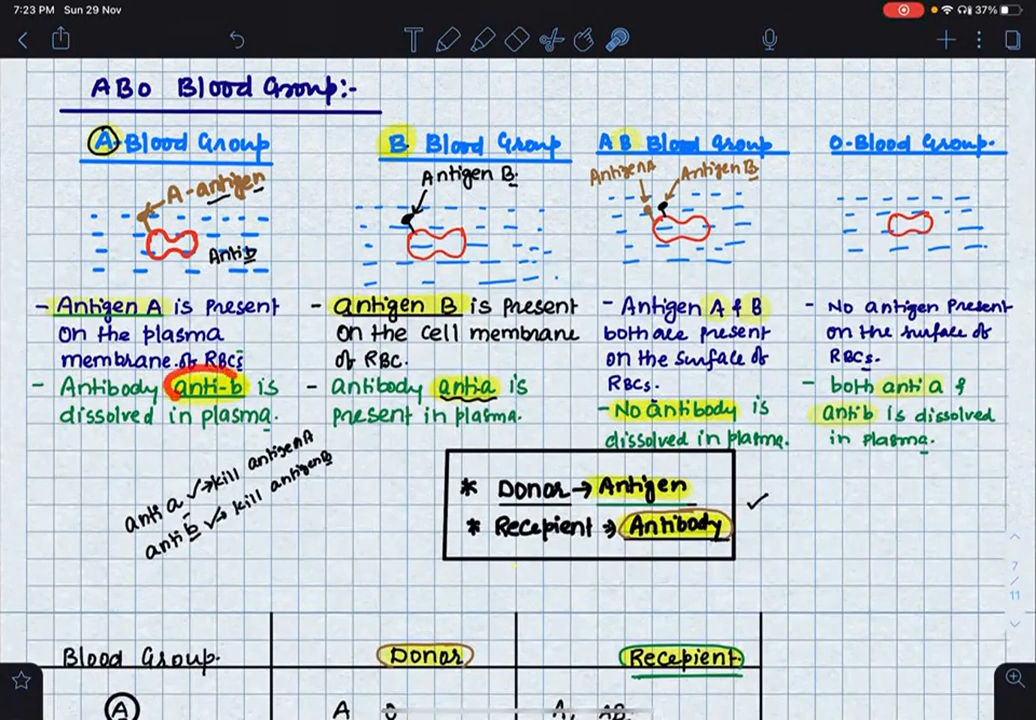 7:23 PM Sun 29 Nov
37%
ABO Blood Group:-
A-Blood Group
A-antigen
Anti b
- Antigen A is present
on the plasma
membrane of RBCs
- Antibody anti-b is
dissolved in plasma.
anti a ✓→kill antigen A
anti b ✓→ kill antigen B
B Blood Group
Antigen B
- antigen B is present
on the cell membrane
of RBC.
- antibody anti a is
present in plasma.
AB Blood Group
Antigen A
Antigen B
- Antigen A & B
both are present
on the surface of
RBCs.
- No antibody is
dissolved in plasma.
O-Blood Group.
- No antigen present
on the surface of
RBCs.
- both anti a &
anti b is dissolved
in plasma.
* Donor → Antigen
* Recepient → Antibody
✓
7
11
Blood Group. Donor Recepient
A A O A, AB